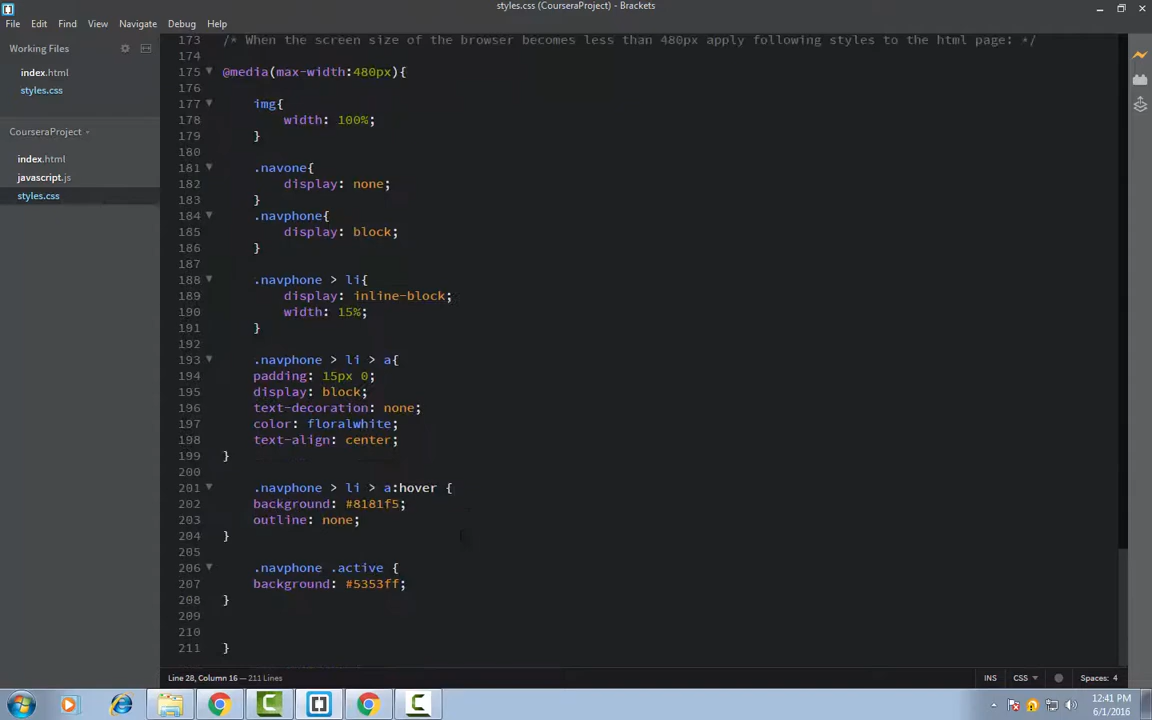 styles.css (CourseraProject) - Brackets
File Edit Find View Navigate Debug Help
Working Files
index.html
styles.css
CourseraProject
index.html
javascript.js
styles.css
173 /* When the screen size of the browser becomes less than 480px apply following styles to the html page: */
174
175 @media(max-width:480px){
176
177 img{
178 width: 100%;
179 }
180
181 .navone{
182 display: none;
183 }
184 .navphone{
185 display: block;
186 }
187
188 .navphone > li{
189 display: inline-block;
190 width: 15%;
191 }
192
193 .navphone > li > a{
194 padding: 15px 0;
195 display: block;
196 text-decoration: none;
197 color: floralwhite;
198 text-align: center;
199 }
200
201 .navphone > li > a:hover {
202 background: #8181f5;
203 outline: none;
204 }
205
206 .navphone .active {
207 background: #5353ff;
208 }
209
210
211 }
Line 28, Column 16 — 211 Lines
INS CSS Spaces: 4
12:41 PM
6/1/2016